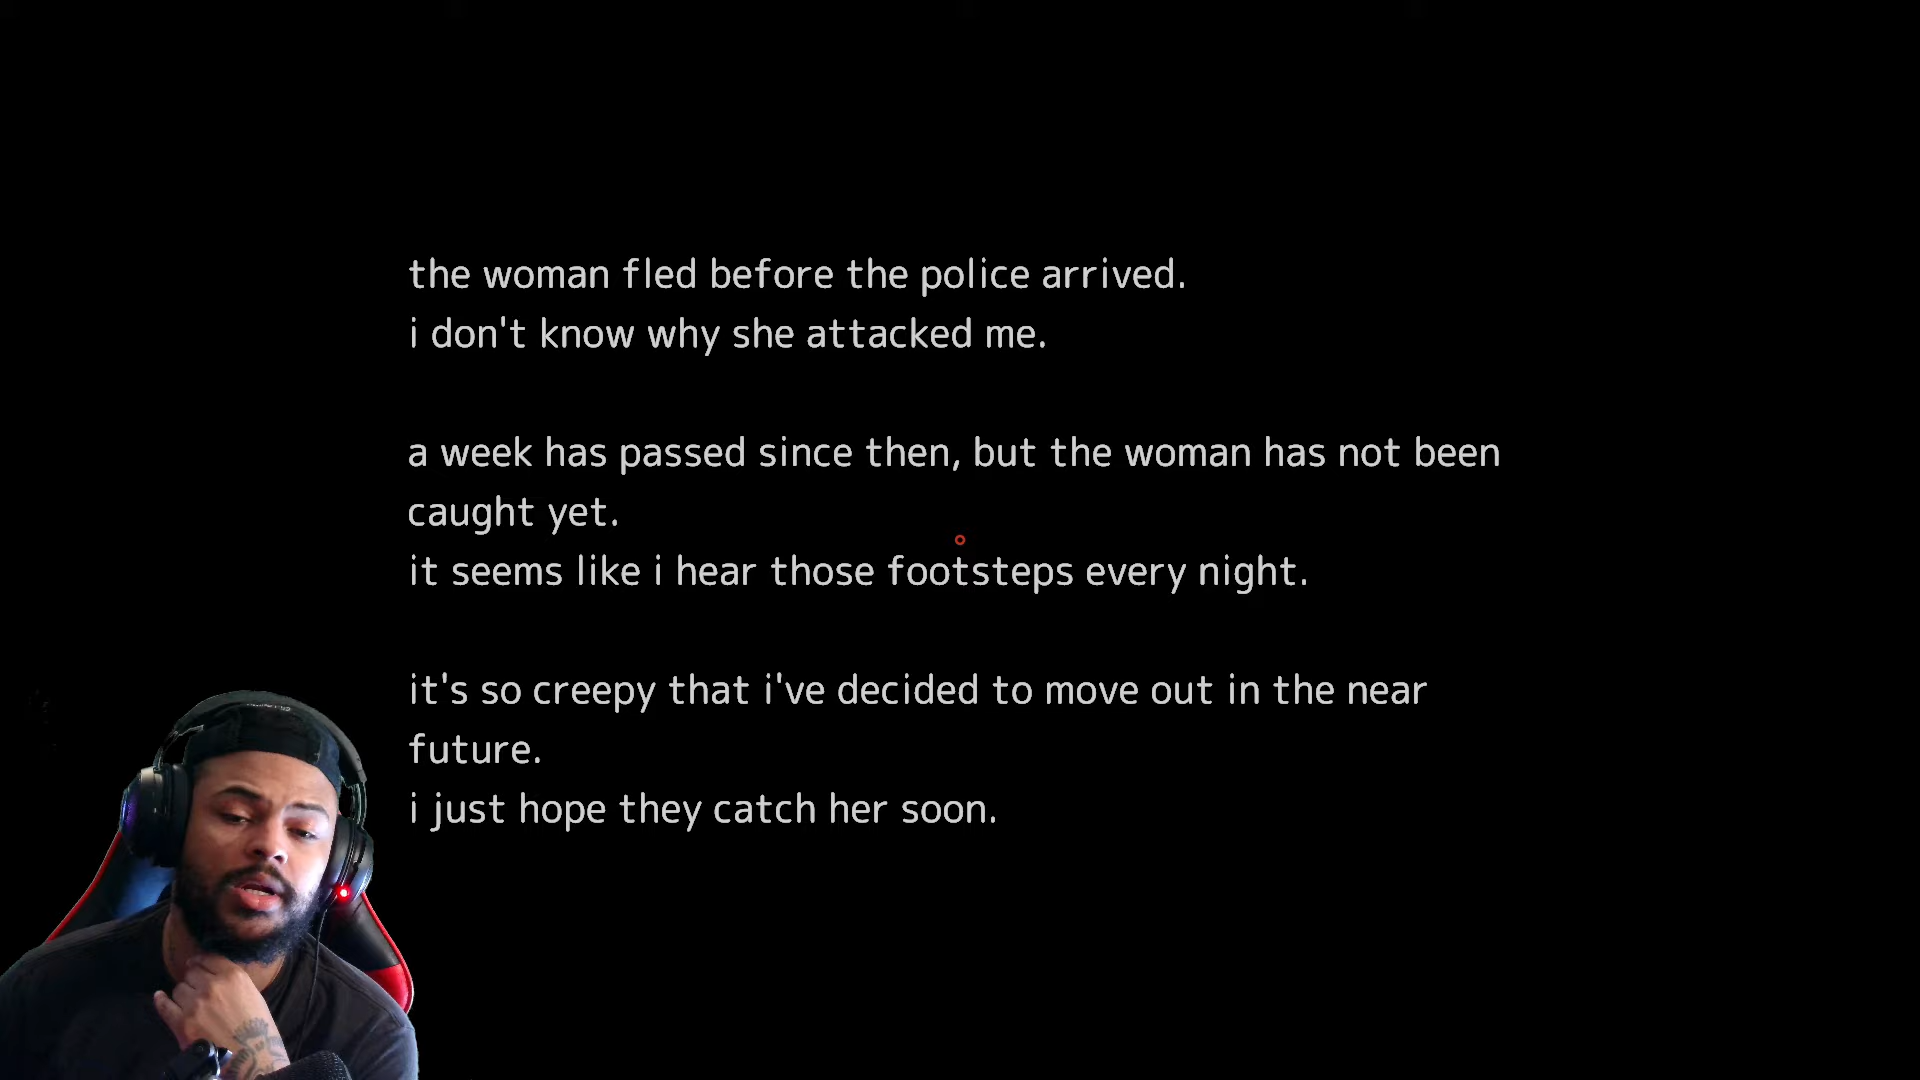 the woman fled before the police arrived.
i don't know why she attacked me.
a week has passed since then, but the woman has not been
caught yet.
it seems like i hear those footsteps every night.
it's so creepy that i've decided to move out in the near
future.
i just hope they catch her soon.